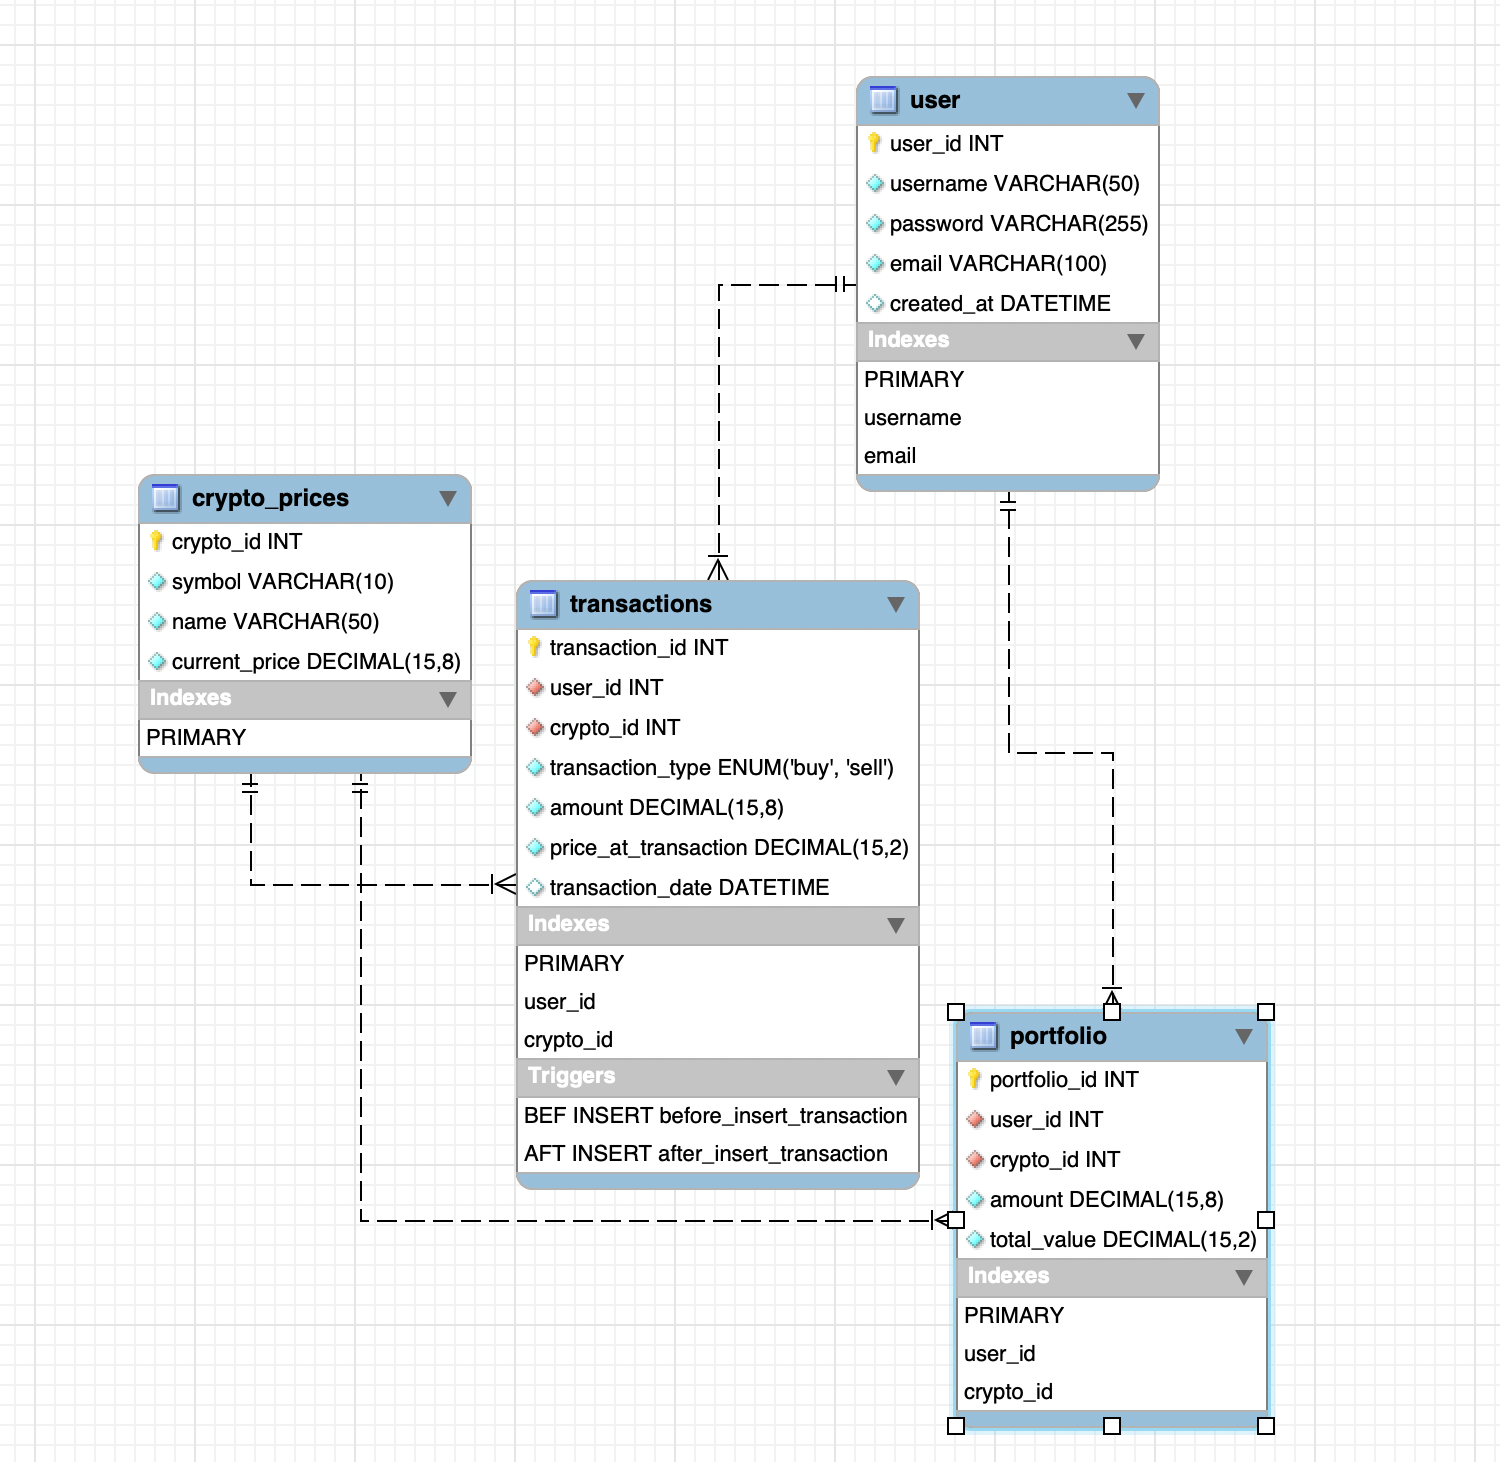 user
user_id INT
username VARCHAR(50)
password VARCHAR(255)
email VARCHAR(100)
created_at DATETIME
Indexes
PRIMARY
username
email
crypto_prices
crypto_id INT
symbol VARCHAR(10)
name VARCHAR(50)
current_price DECIMAL(15,8)
Indexes
PRIMARY
transactions
transaction_id INT
user_id INT
crypto_id INT
transaction_type ENUM('buy', 'sell')
amount DECIMAL(15,8)
price_at_transaction DECIMAL(15,2)
transaction_date DATETIME
Indexes
PRIMARY
user_id
crypto_id
Triggers
BEF INSERT before_insert_transaction
AFT INSERT after_insert_transaction
portfolio
portfolio_id INT
user_id INT
crypto_id INT
amount DECIMAL(15,8)
total_value DECIMAL(15,2)
Indexes
PRIMARY
user_id
crypto_id